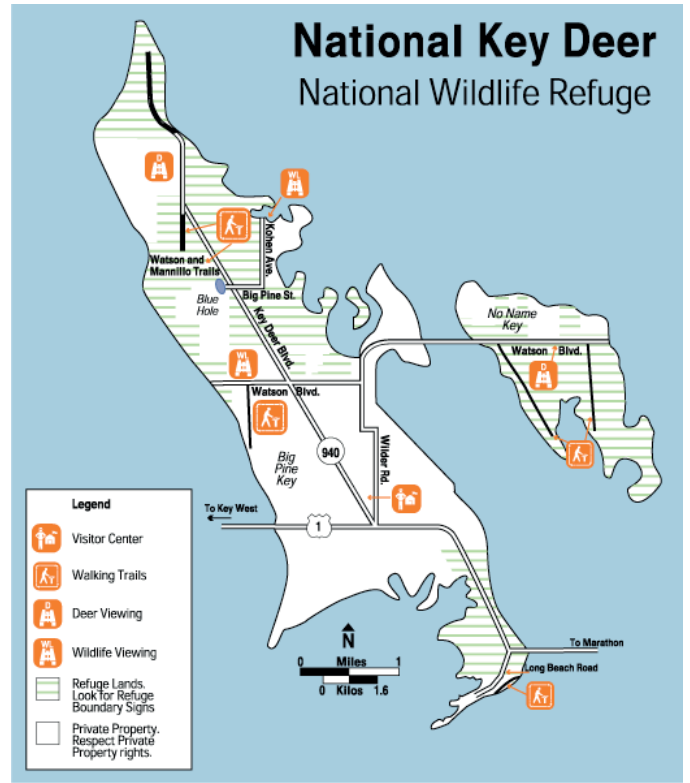 National Key Deer
National Wildlife Refuge
D
WL
Kohen Ave.
Watson and
Mannillo Trails
Big Pine St.
Blue
Hole
Key Deer Blvd.
No Name
Key
Watson Blvd.
D
WL
Watson Blvd.
940
Wilder Rd.
Big
Pine
Key
To Key West
1
To Marathon
Long Beach Road
N
0 Miles 1
0 Kilos 1.6
Legend
Visitor Center
Walking Trails
D
Deer Viewing
WL
Wildlife Viewing
Refuge Lands.
Look for Refuge
Boundary Signs
Private Property.
Respect Private
Property rights.